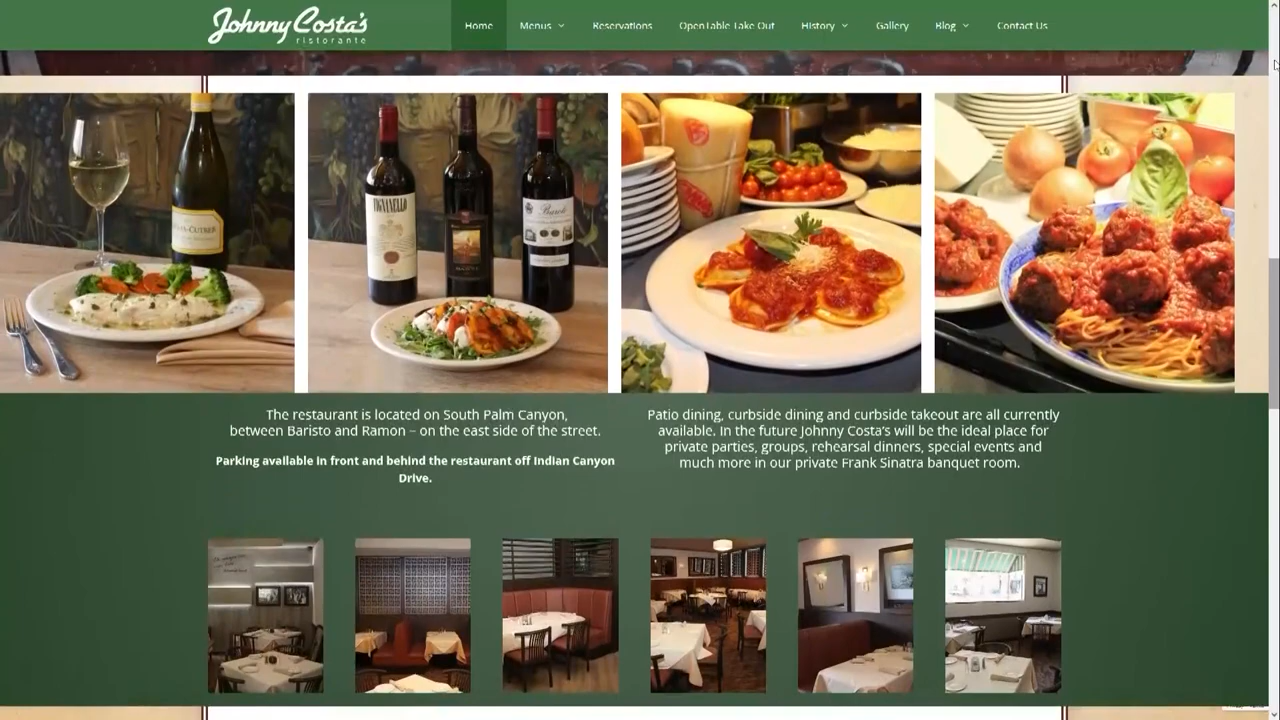 Johnny Costa's
ristorante
Home Menus Reservations OpenTable Take Out History Gallery Blog Contact Us
TIGNANELLO
Barolo
The restaurant is located on South Palm Canyon,
between Baristo and Ramon – on the east side of the street.
Parking available in front and behind the restaurant off Indian Canyon
Drive.
Patio dining, curbside dining and curbside takeout are all currently
available. In the future Johnny Costa's will be the ideal place for
private parties, groups, rehearsal dinners, special events and
much more in our private Frank Sinatra banquet room.